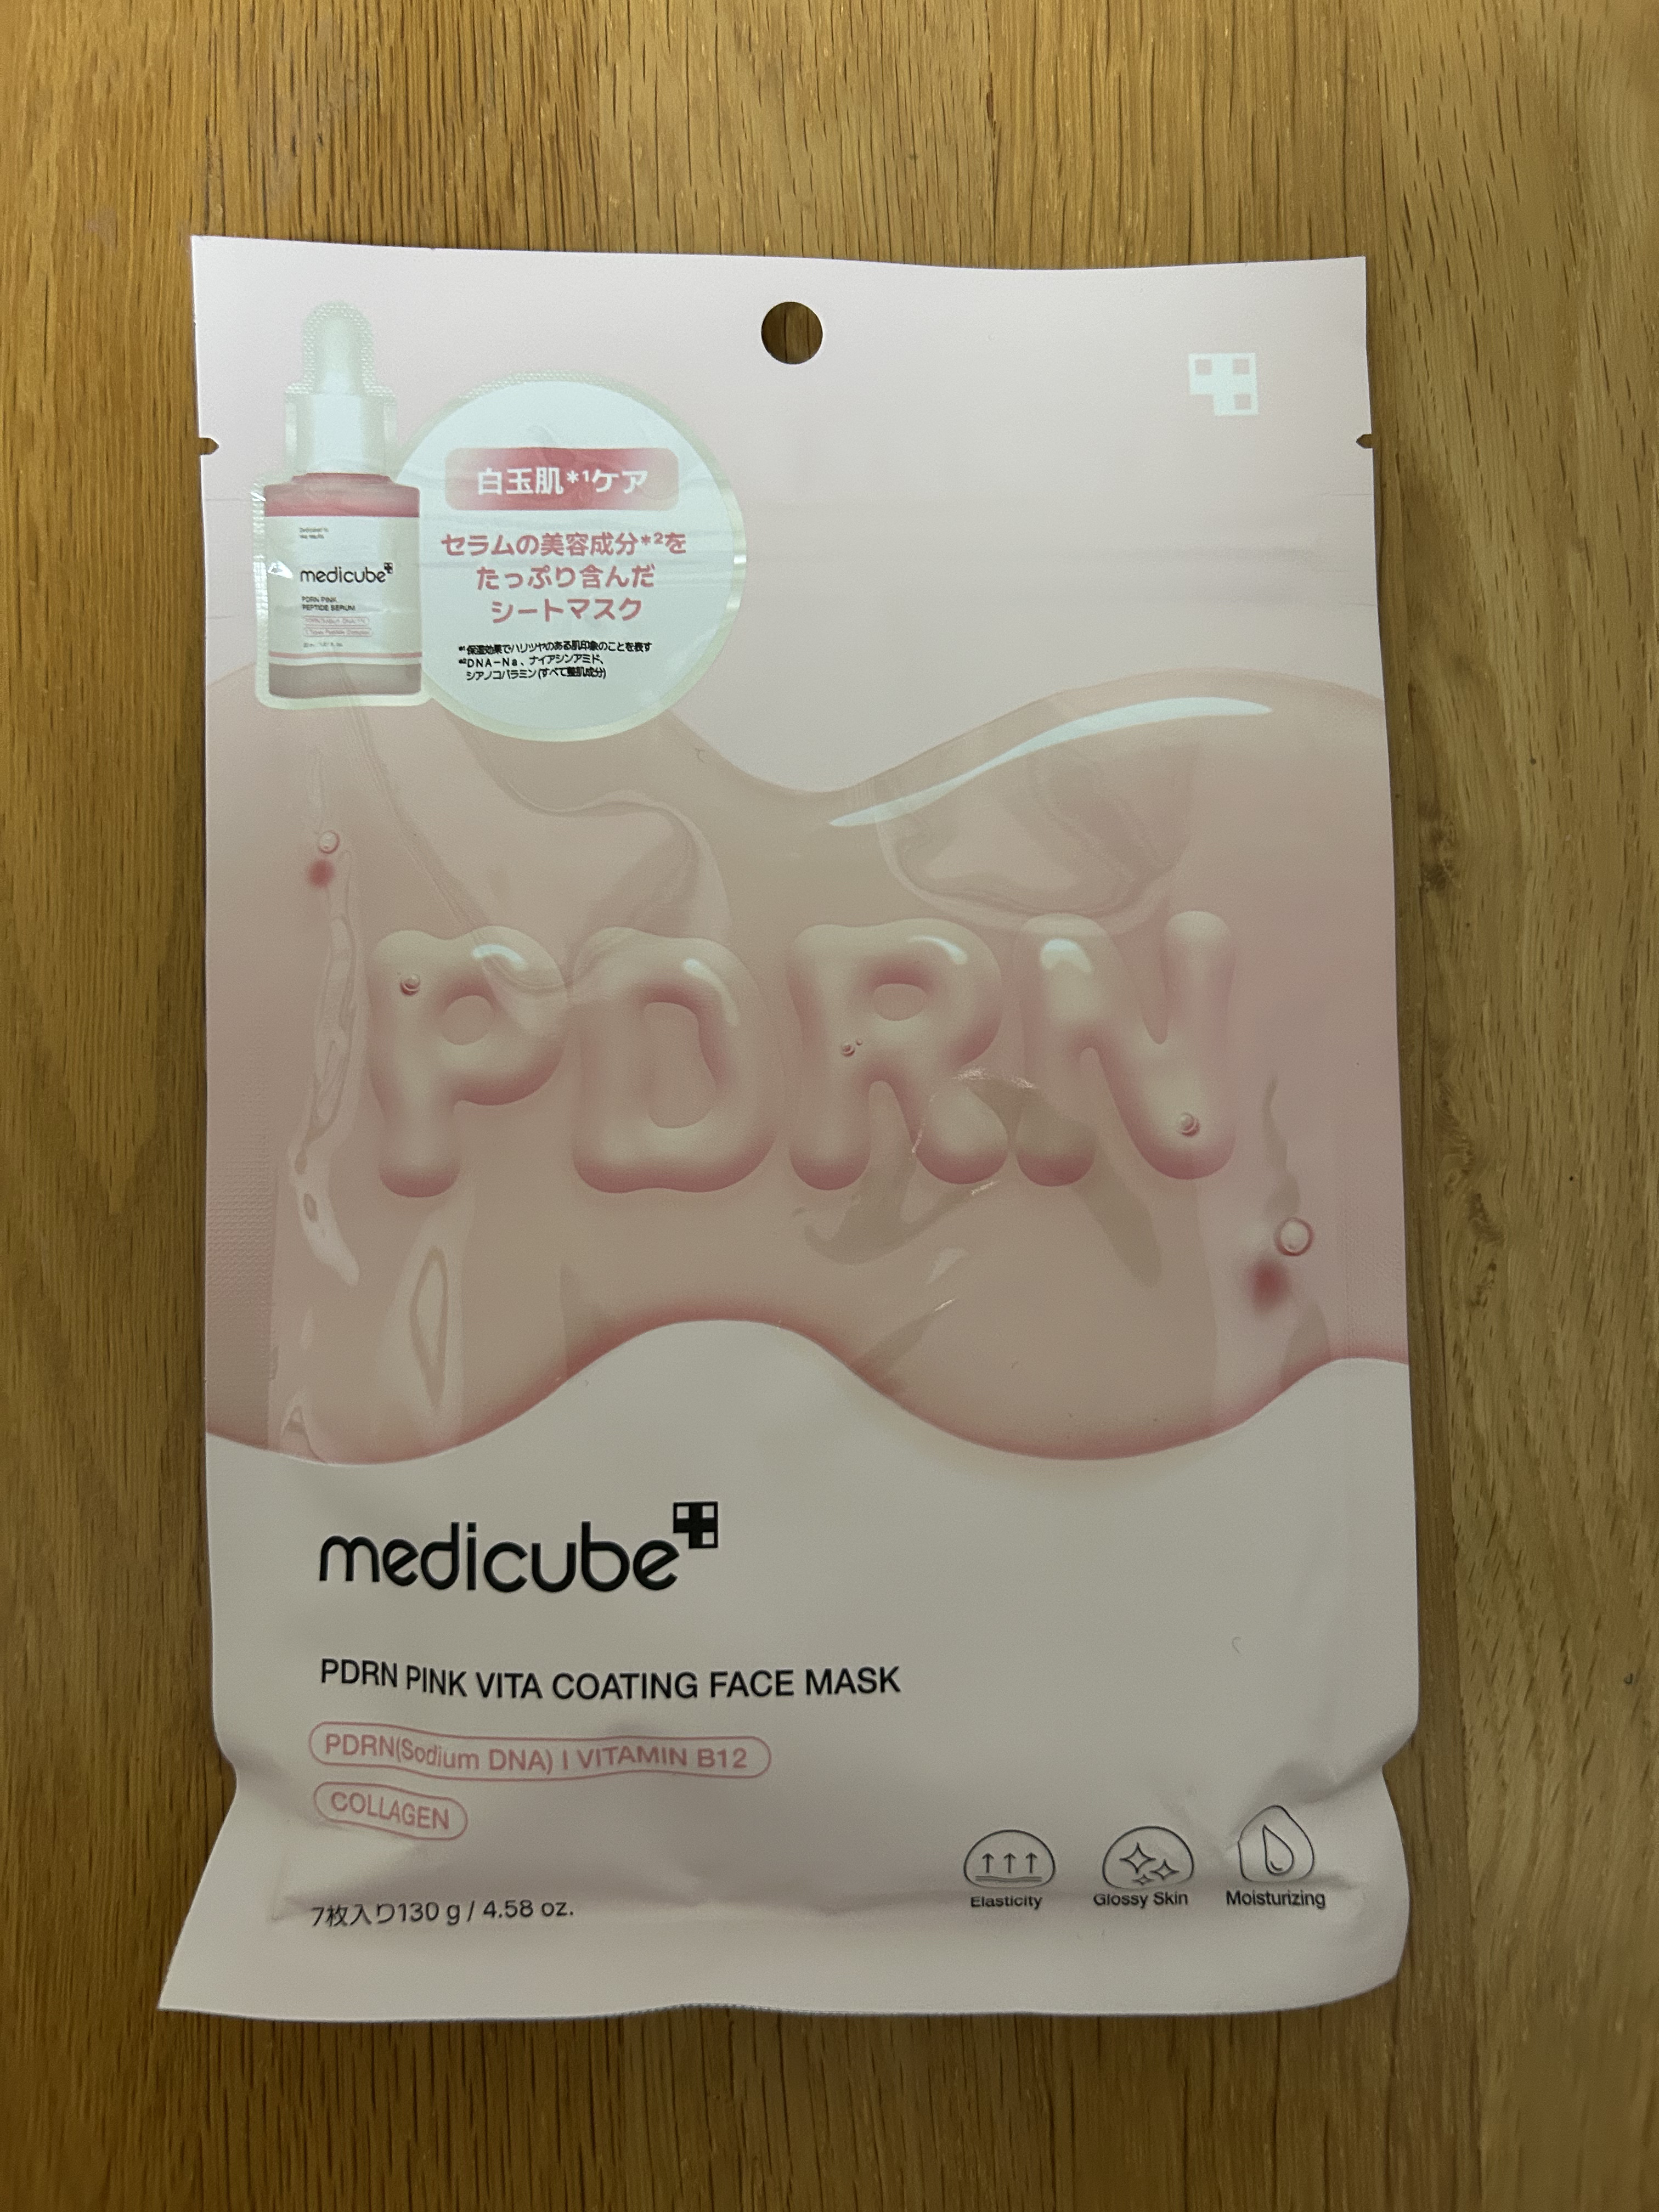 白玉肌*¹ケア
セラムの美容成分*²を
たっぷり含んだ
シートマスク
*¹保湿効果でハリツヤのある肌印象のことを表す
*²DNA-Na、ナイアシンアミド、
シアノコバラミン(すべて整肌成分)
medicube
PDRN PINK
PEPTIDE SERUM
PDRN
medicube
PDRN PINK VITA COATING FACE MASK
PDRN(Sodium DNA) | VITAMIN B12
COLLAGEN
7枚入り130 g / 4.58 oz.
Elasticity
Glossy Skin
Moisturizing